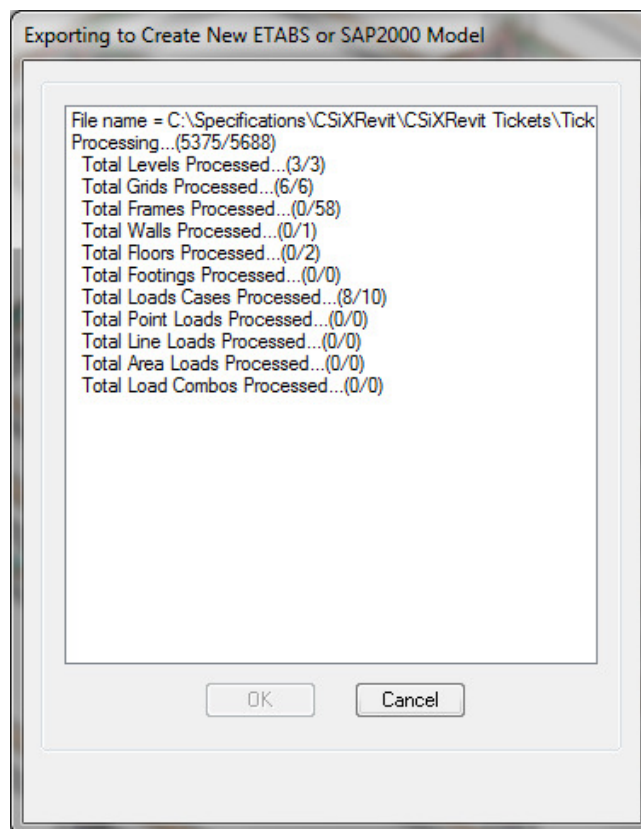 Exporting to Create New ETABS or SAP2000 Model
File name = C:\Specifications\CSiXRevit\CSiXRevit Tickets\Tick
Processing...(5375/5688)
Total Levels Processed...(3/3)
Total Grids Processed...(6/6)
Total Frames Processed...(0/58)
Total Walls Processed...(0/1)
Total Floors Processed...(0/2)
Total Footings Processed...(0/0)
Total Loads Cases Processed...(8/10)
Total Point Loads Processed...(0/0)
Total Line Loads Processed...(0/0)
Total Area Loads Processed...(0/0)
Total Load Combos Processed...(0/0)
OK Cancel